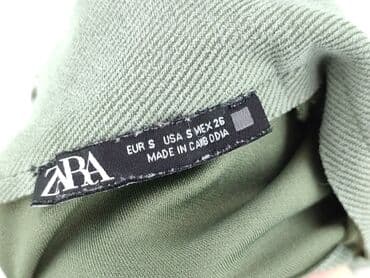 ZARA
EUR S USA S MEX 26
MADE IN CAMBODIA